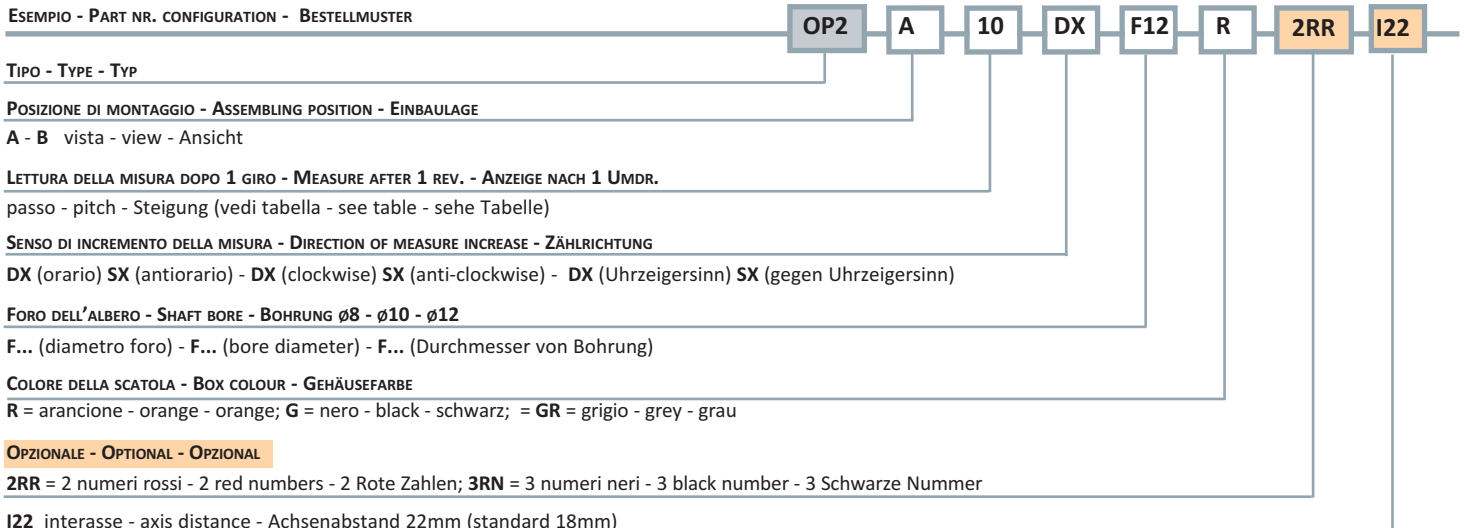 Esempio - Part nr. configuration - Bestellmuster OP2 A 10 DX F12 R 2RR I22
Tipo - Type - Typ
Posizione di montaggio - Assembling position - Einbaulage
A - B vista - view - Ansicht
Lettura della misura dopo 1 giro - Measure after 1 rev. - Anzeige nach 1 Umdr.
passo - pitch - Steigung (vedi tabella - see table - sehe Tabelle)
Senso di incremento della misura - Direction of measure increase - Zählrichtung
DX (orario) SX (antiorario) - DX (clockwise) SX (anti-clockwise) - DX (Uhrzeigersinn) SX (gegen Uhrzeigersinn)
Foro dell'albero - Shaft bore - Bohrung ø8 - ø10 - ø12
F... (diametro foro) - F... (bore diameter) - F... (Durchmesser von Bohrung)
Colore della scatola - Box colour - Gehäusefarbe
R = arancione - orange - orange; G = nero - black - schwarz; = GR = grigio - grey - grau
Opzionale - Optional - Opzional
2RR = 2 numeri rossi - 2 red numbers - 2 Rote Zahlen; 3RN = 3 numeri neri - 3 black number - 3 Schwarze Nummer
I22 interasse - axis distance - Achsenabstand 22mm (standard 18mm)